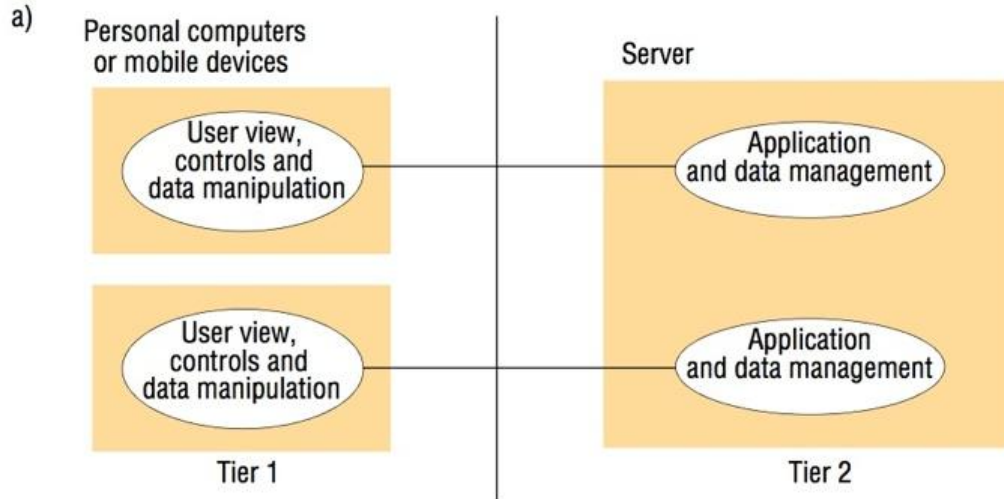 a)
Personal computers
or mobile devices
Server
User view,
controls and
data manipulation
Application
and data management
User view,
controls and
data manipulation
Application
and data management
Tier 1
Tier 2